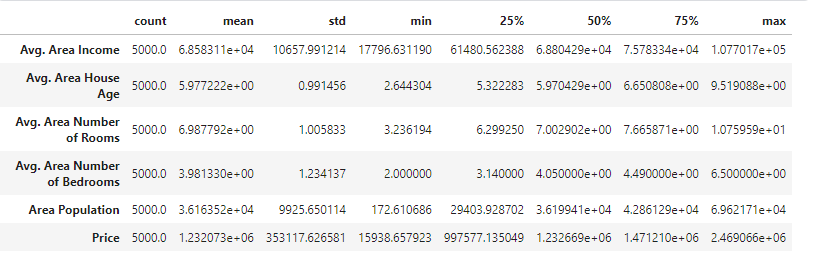 count mean std min 25% 50% 75% max
Avg. Area Income 5000.0 6.858311e+04 10657.991214 17796.631190 61480.562388 6.880429e+04 7.578334e+04 1.077017e+05
Avg. Area House
Age 5000.0 5.977222e+00 0.991456 2.644304 5.322283 5.970429e+00 6.650808e+00 9.519088e+00
Avg. Area Number
of Rooms 5000.0 6.987792e+00 1.005833 3.236194 6.299250 7.002902e+00 7.665871e+00 1.075959e+01
Avg. Area Number
of Bedrooms 5000.0 3.981330e+00 1.234137 2.000000 3.140000 4.050000e+00 4.490000e+00 6.500000e+00
Area Population 5000.0 3.616352e+04 9925.650114 172.610686 29403.928702 3.619941e+04 4.286129e+04 6.962171e+04
Price 5000.0 1.232073e+06 353117.626581 15938.657923 997577.135049 1.232669e+06 1.471210e+06 2.469066e+06